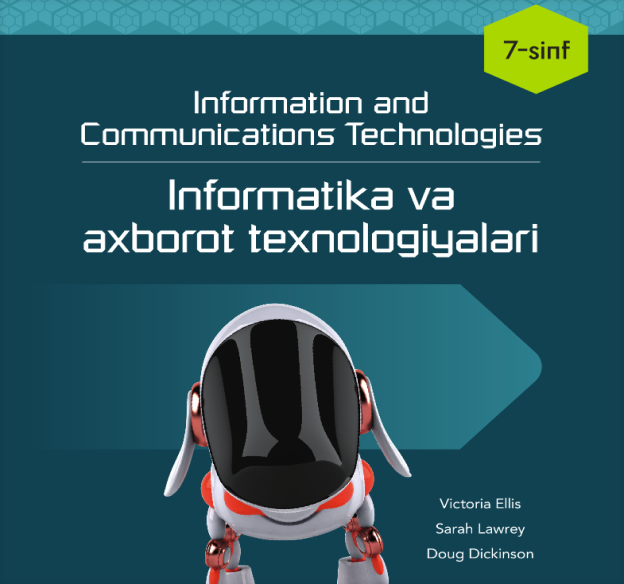 7-sinf
Information and
Communications Technologies
Informatika va
axborot texnologiyalari
Victoria Ellis
Sarah Lawrey
Doug Dickinson